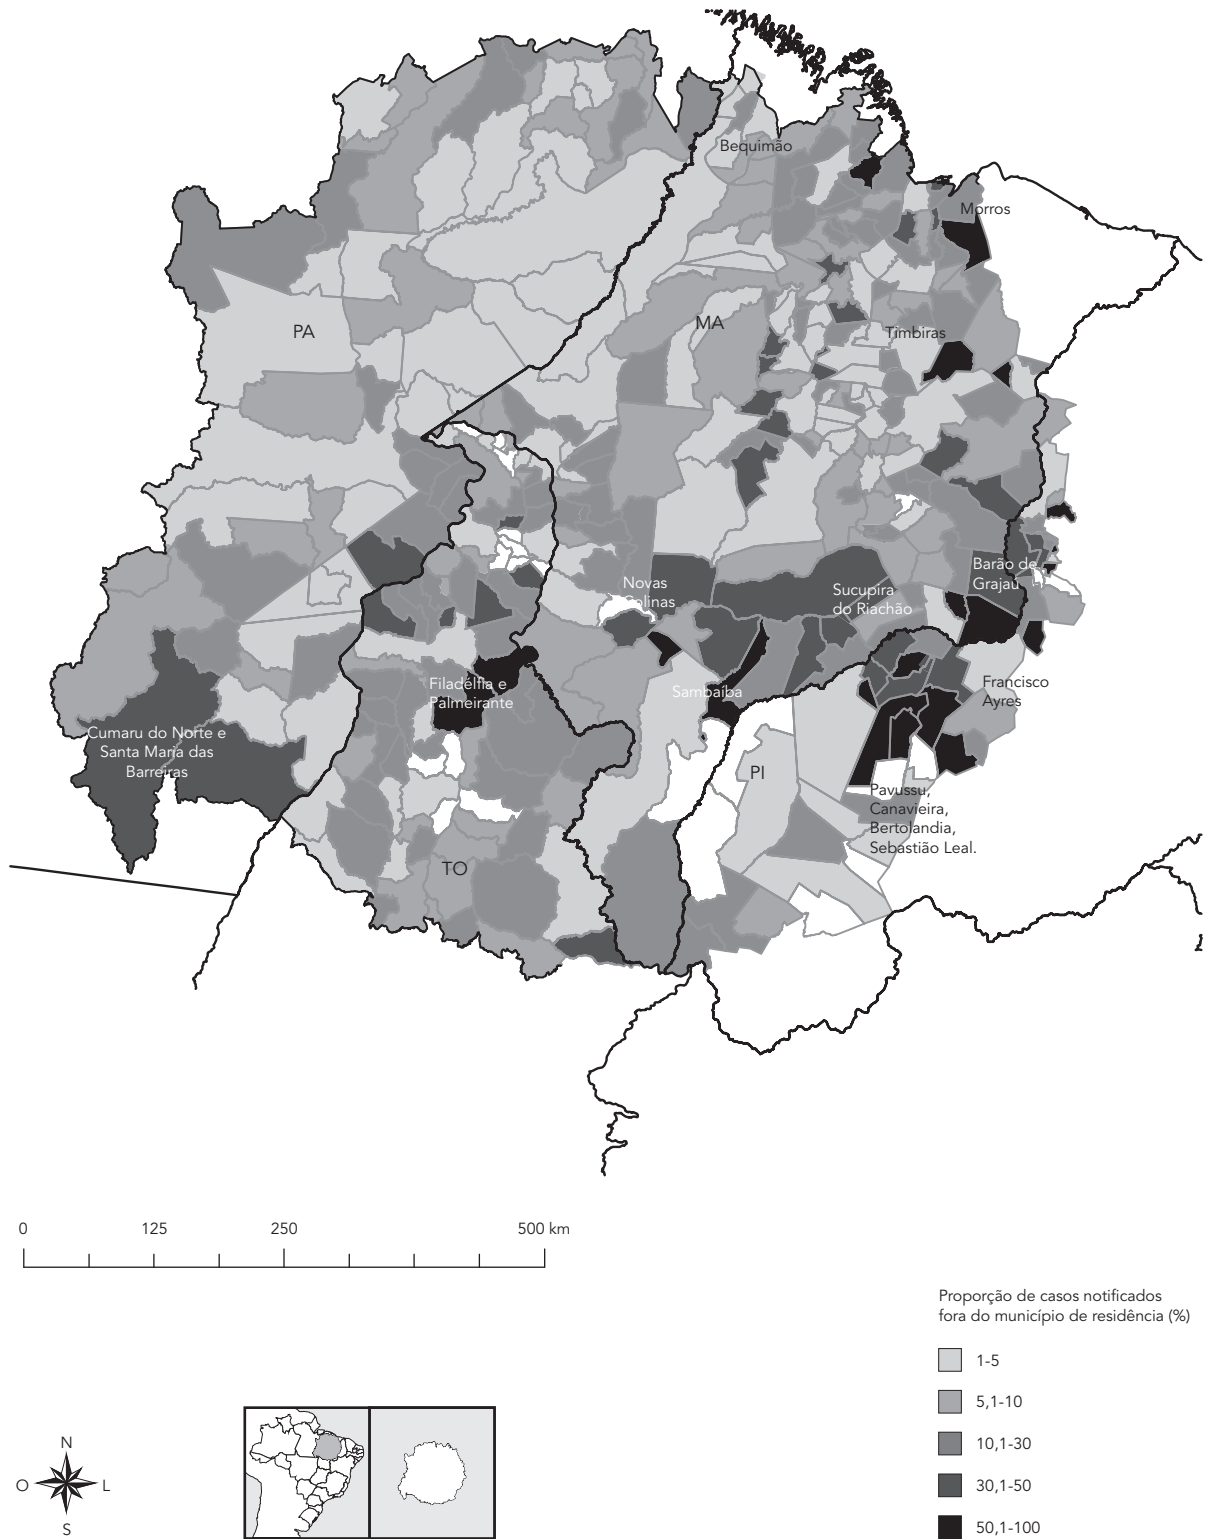 Bequimão
Morros
PA
MA
Timbiras
Novas
Colinas
Sucupira
do Riachão
Barão de
Grajaú
Filadélfia e
Palmeirante
Sambaíba
Francisco
Ayres
Cumaru do Norte e
Santa Maria das
Barreiras
PI
Pavussu,
Canavieira,
Bertolandia,
Sebastião Leal.
TO
0 125 250 500 km
Proporção de casos notificados
fora do município de residência (%)
1-5
5,1-10
10,1-30
30,1-50
50,1-100
N
O L
S